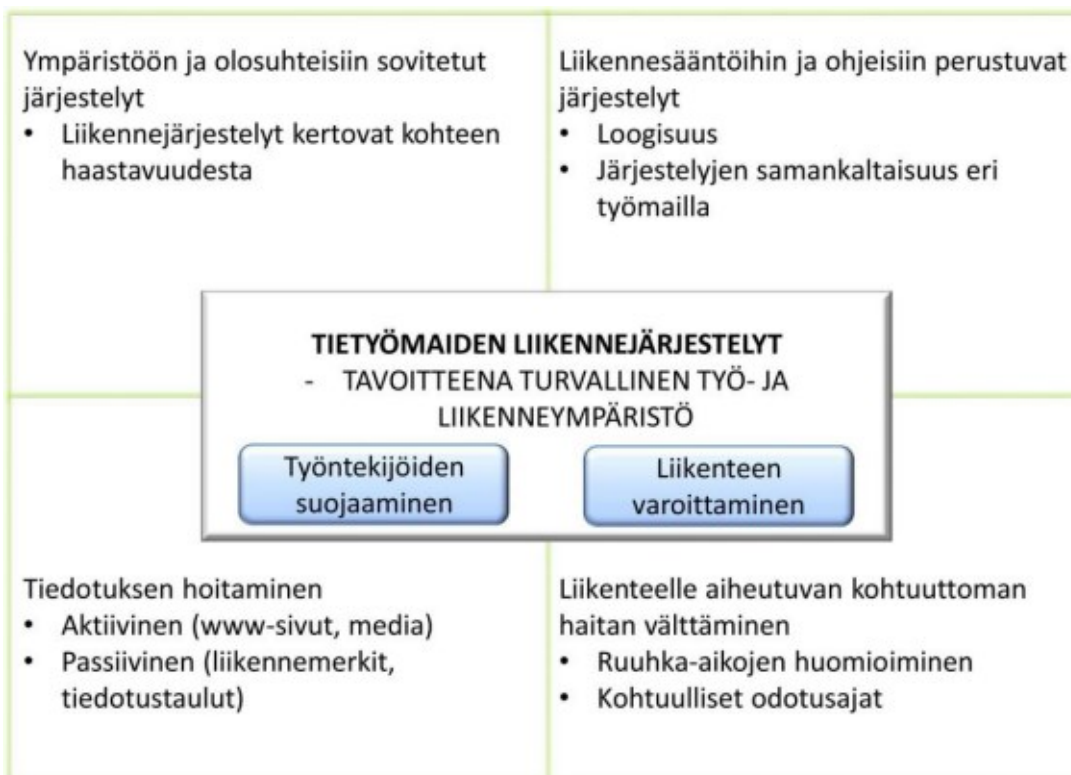 Ympäristöön ja olosuhteisiin sovitetut
järjestelyt
• Liikennejärjestelyt kertovat kohteen
haastavuudesta
Liikennesääntöihin ja ohjeisiin perustuvat
järjestelyt
• Loogisuus
• Järjestelyjen samankaltaisuus eri
työmailla
TIETYÖMAIDEN LIIKENNEJÄRJESTELYT
- TAVOITTEENA TURVALLINEN TYÖ- JA
LIIKENNEYMPÄRISTÖ
Työntekijöiden
suojaaminen
Liikenteen
varoittaminen
Tiedotuksen hoitaminen
• Aktiivinen (www-sivut, media)
• Passiivinen (liikennemerkit,
tiedotustaulut)
Liikenteelle aiheutuvan kohtuuttoman
haitan välttäminen
• Ruuhka-aikojen huomioiminen
• Kohtuulliset odotusajat